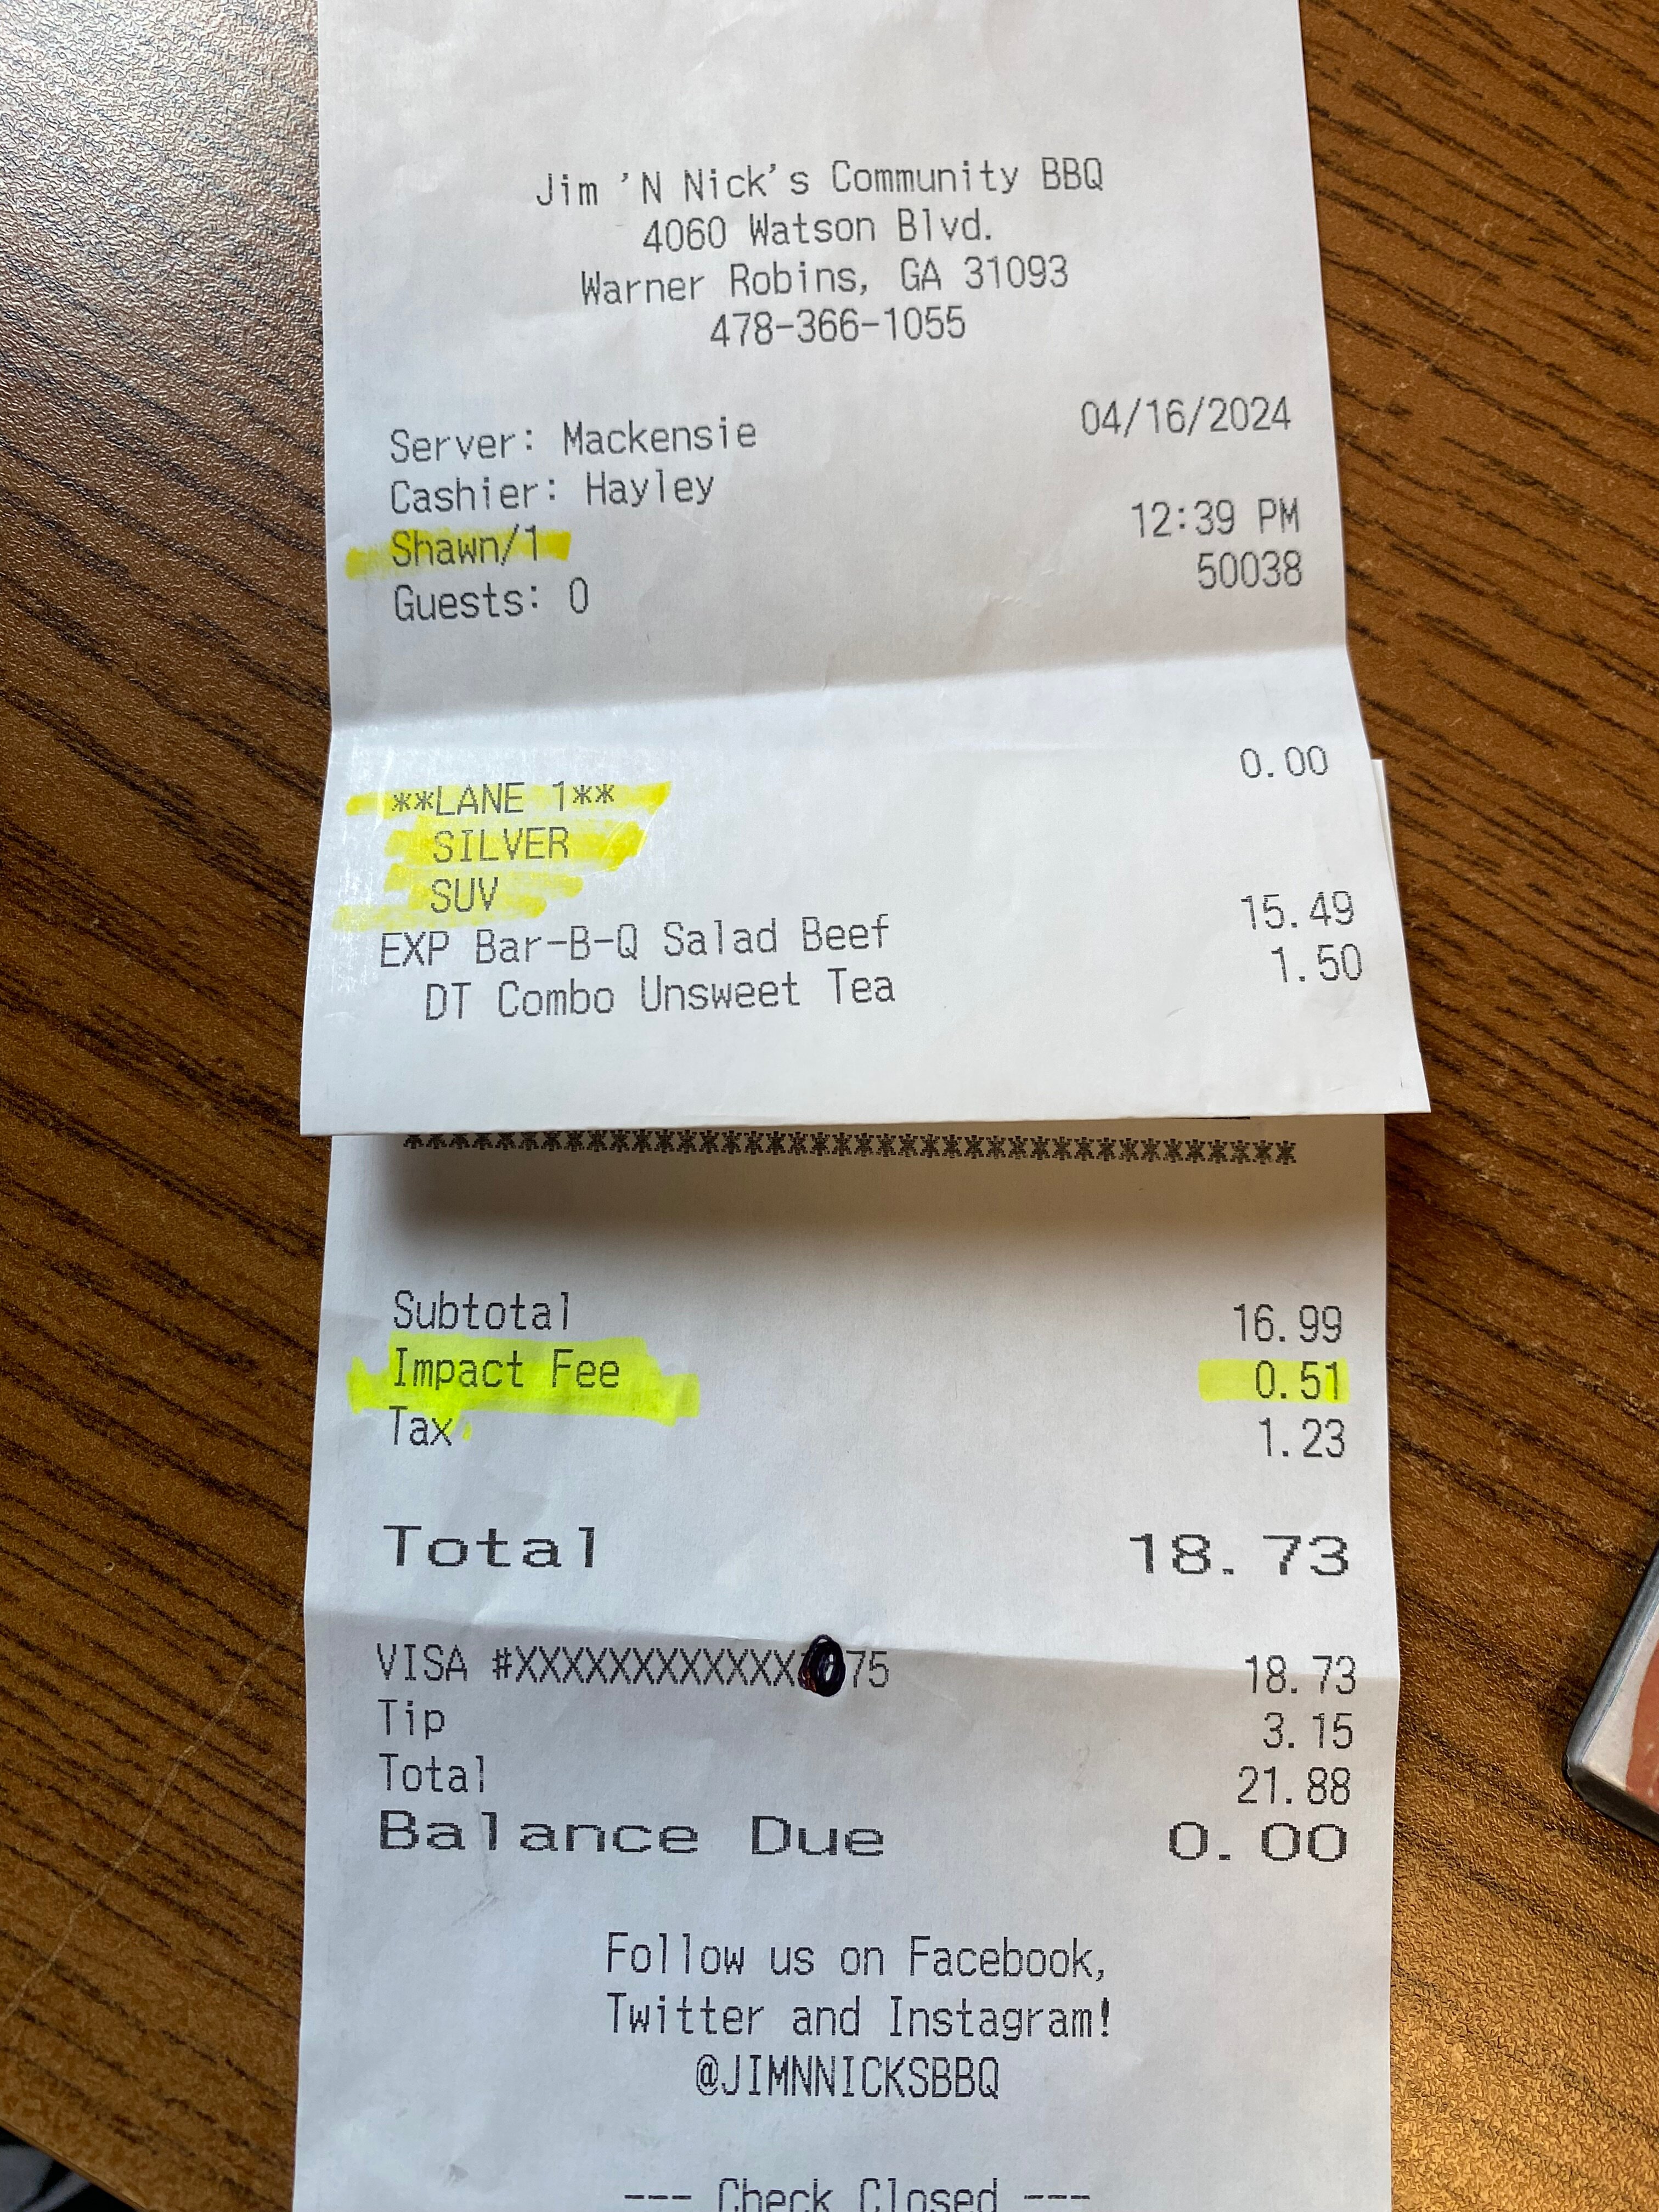 Jim 'N Nick's Community BBQ
4060 Watson Blvd.
Warner Robins, GA 31093
478-366-1055
Server: Mackensie 04/16/2024
Cashier: Hayley
Shawn/1 12:39 PM
Guests: 0 50038
0.00
**LANE 1**
SILVER
SUV
EXP Bar-B-Q Salad Beef 15.49
DT Combo Unsweet Tea 1.50
***************************************
Subtotal 16.99
Impact Fee 0.51
Tax 1.23
Total 18.73
VISA #XXXXXXXXXXXX 75 18.73
Tip 3.15
Total 21.88
Balance Due 0.00
Follow us on Facebook,
Twitter and Instagram!
@JIMNNICKSBBQ
--- Check Closed ---